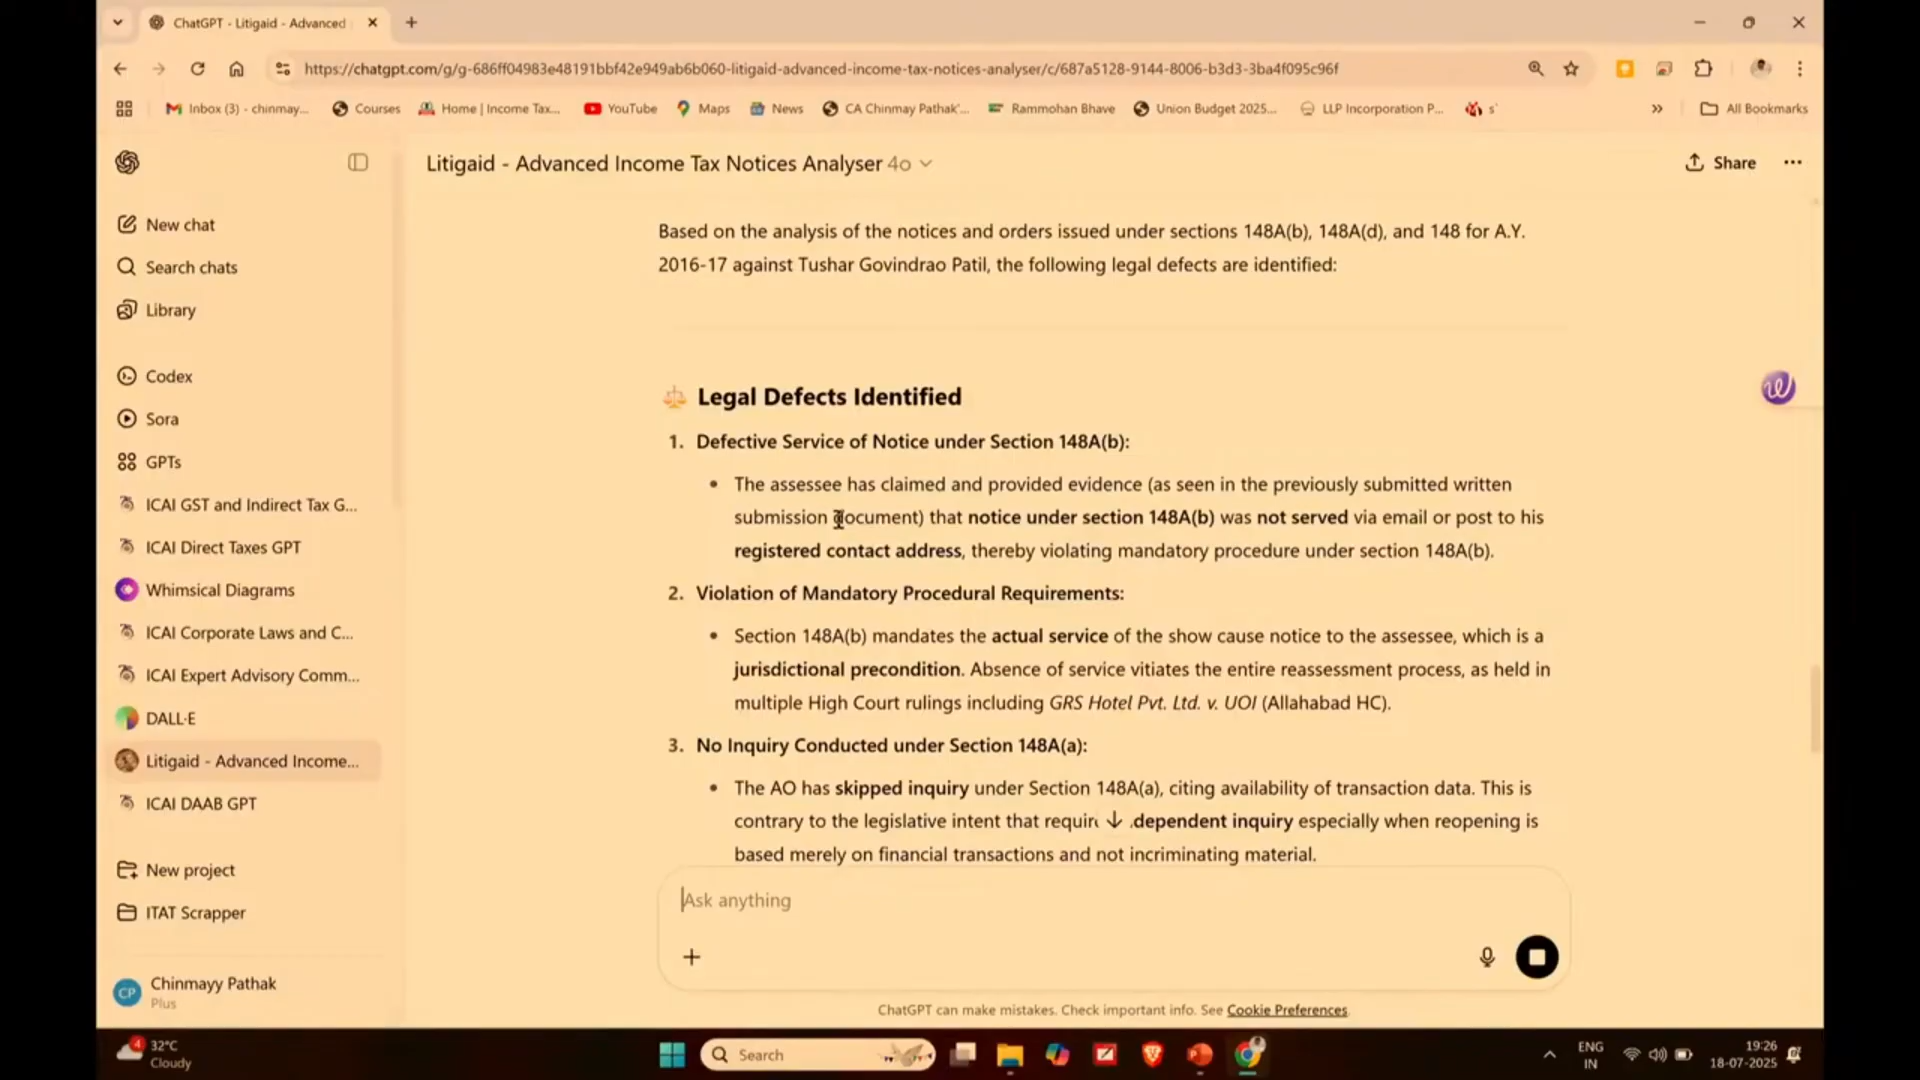 ChatGPT - Litigaid - Advanced
https://chatgpt.com/g/g-686ff04983e48191bbf42e949ab6b060-litigaid-advanced-income-tax-notices-analyser/c/687a5128-9144-8006-b3d3-3ba4f095c96f
Inbox (3) - chinmay...
Courses
Home | Income Tax...
YouTube
Maps
News
CA Chinmay Pathak'...
Rammohan Bhave
Union Budget 2025...
LLP Incorporation P...
s'
All Bookmarks
Litigaid - Advanced Income Tax Notices Analyser 4o
Share
New chat
Search chats
Library
Codex
Sora
GPTs
ICAI GST and Indirect Tax G...
ICAI Direct Taxes GPT
Whimsical Diagrams
ICAI Corporate Laws and C...
ICAI Expert Advisory Comm...
DALL·E
Litigaid - Advanced Income...
ICAI DAAB GPT
New project
ITAT Scrapper
CP
Chinmayy Pathak
Plus
Based on the analysis of the notices and orders issued under sections 148A(b), 148A(d), and 148 for A.Y.
2016-17 against Tushar Govindrao Patil, the following legal defects are identified:
Legal Defects Identified
1. Defective Service of Notice under Section 148A(b):
• The assessee has claimed and provided evidence (as seen in the previously submitted written
submission document) that notice under section 148A(b) was not served via email or post to his
registered contact address, thereby violating mandatory procedure under section 148A(b).
2. Violation of Mandatory Procedural Requirements:
• Section 148A(b) mandates the actual service of the show cause notice to the assessee, which is a
jurisdictional precondition. Absence of service vitiates the entire reassessment process, as held in
multiple High Court rulings including GRS Hotel Pvt. Ltd. v. UOI (Allahabad HC).
3. No Inquiry Conducted under Section 148A(a):
• The AO has skipped inquiry under Section 148A(a), citing availability of transaction data. This is
contrary to the legislative intent that requir dependent inquiry especially when reopening is
based merely on financial transactions and not incriminating material.
Ask anything
ChatGPT can make mistakes. Check important info. See Cookie Preferences.
4
32°C
Cloudy
Search
ENG
IN
19:26
18-07-2025